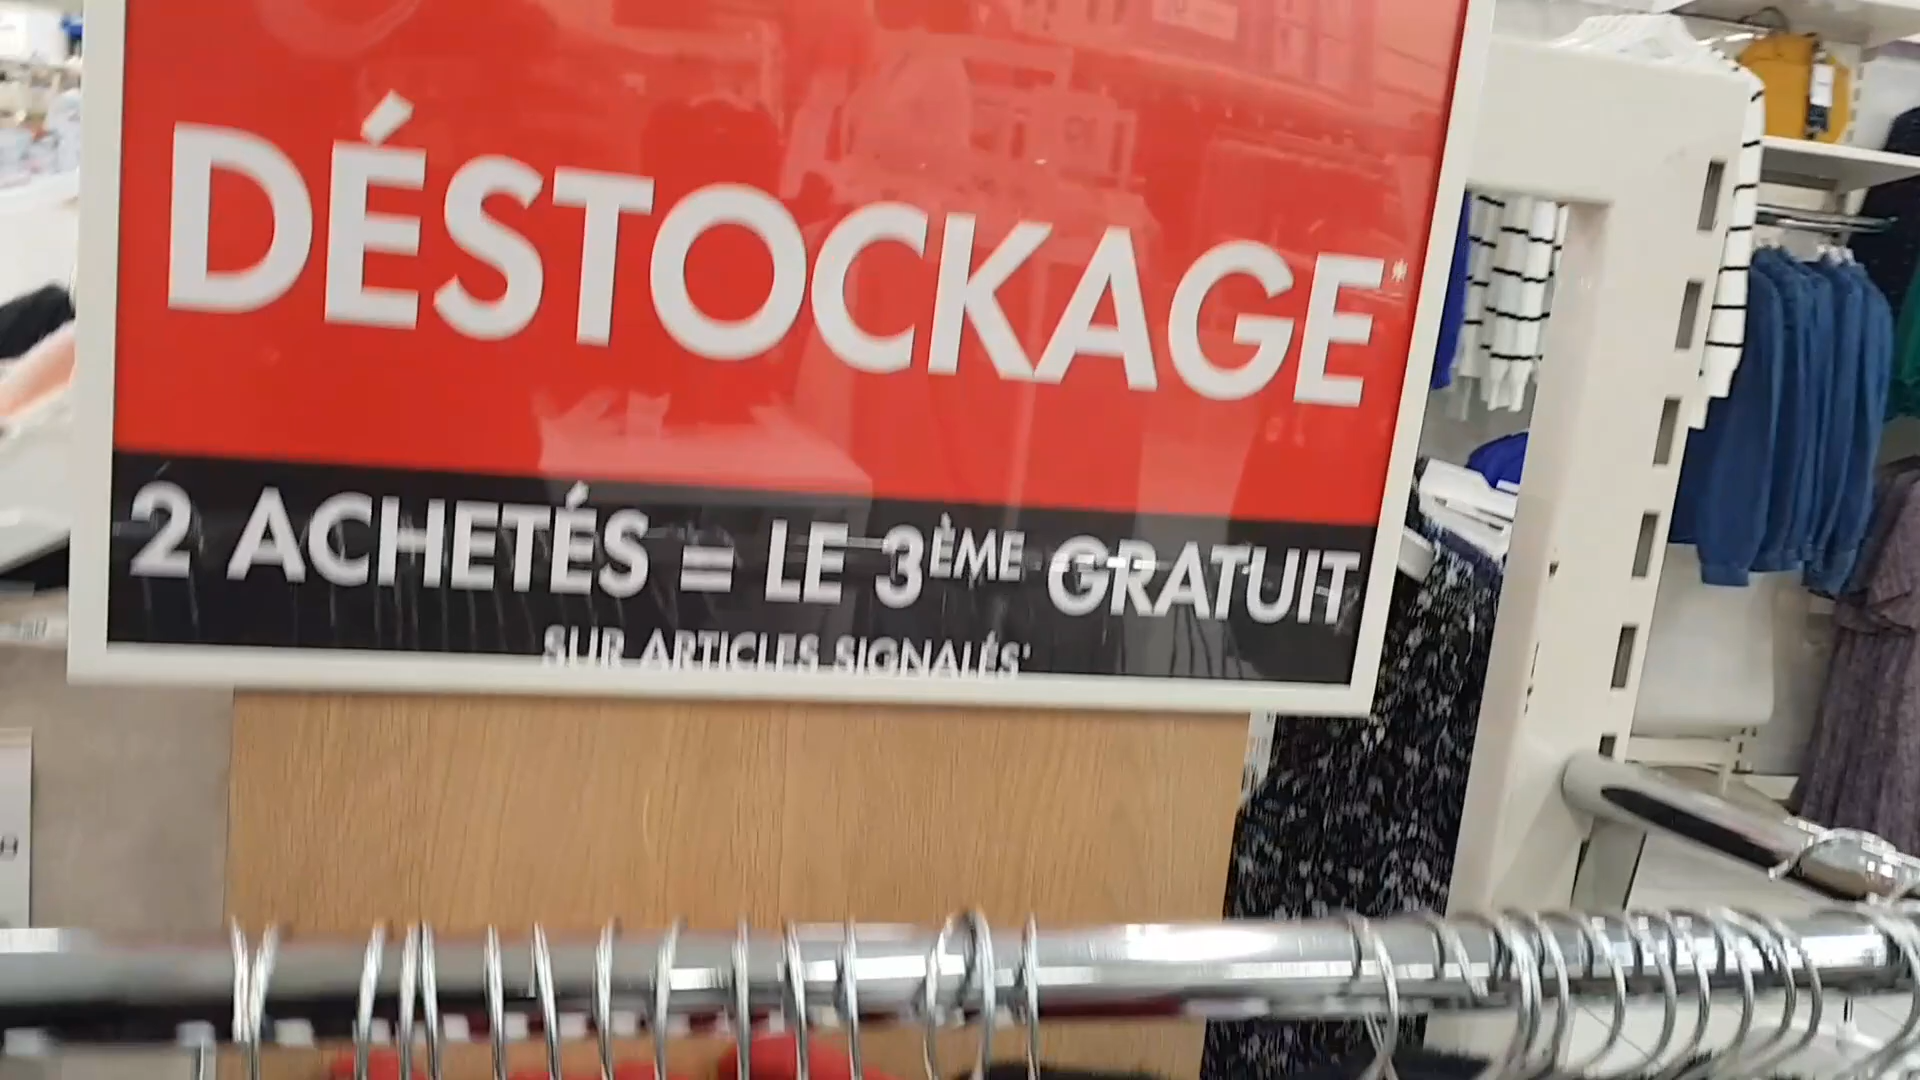 DÉSTOCKAGE*
2 ACHETÉS = LE 3ÈME GRATUIT
SUR ARTICLES SIGNALÉS*